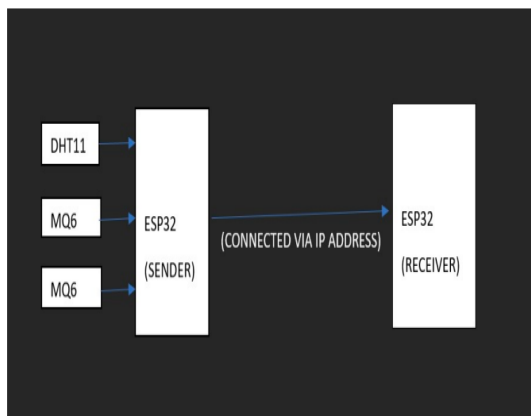 DHT11
MQ6
MQ6
ESP32
(SENDER)
(CONNECTED VIA IP ADDRESS)
ESP32
(RECEIVER)